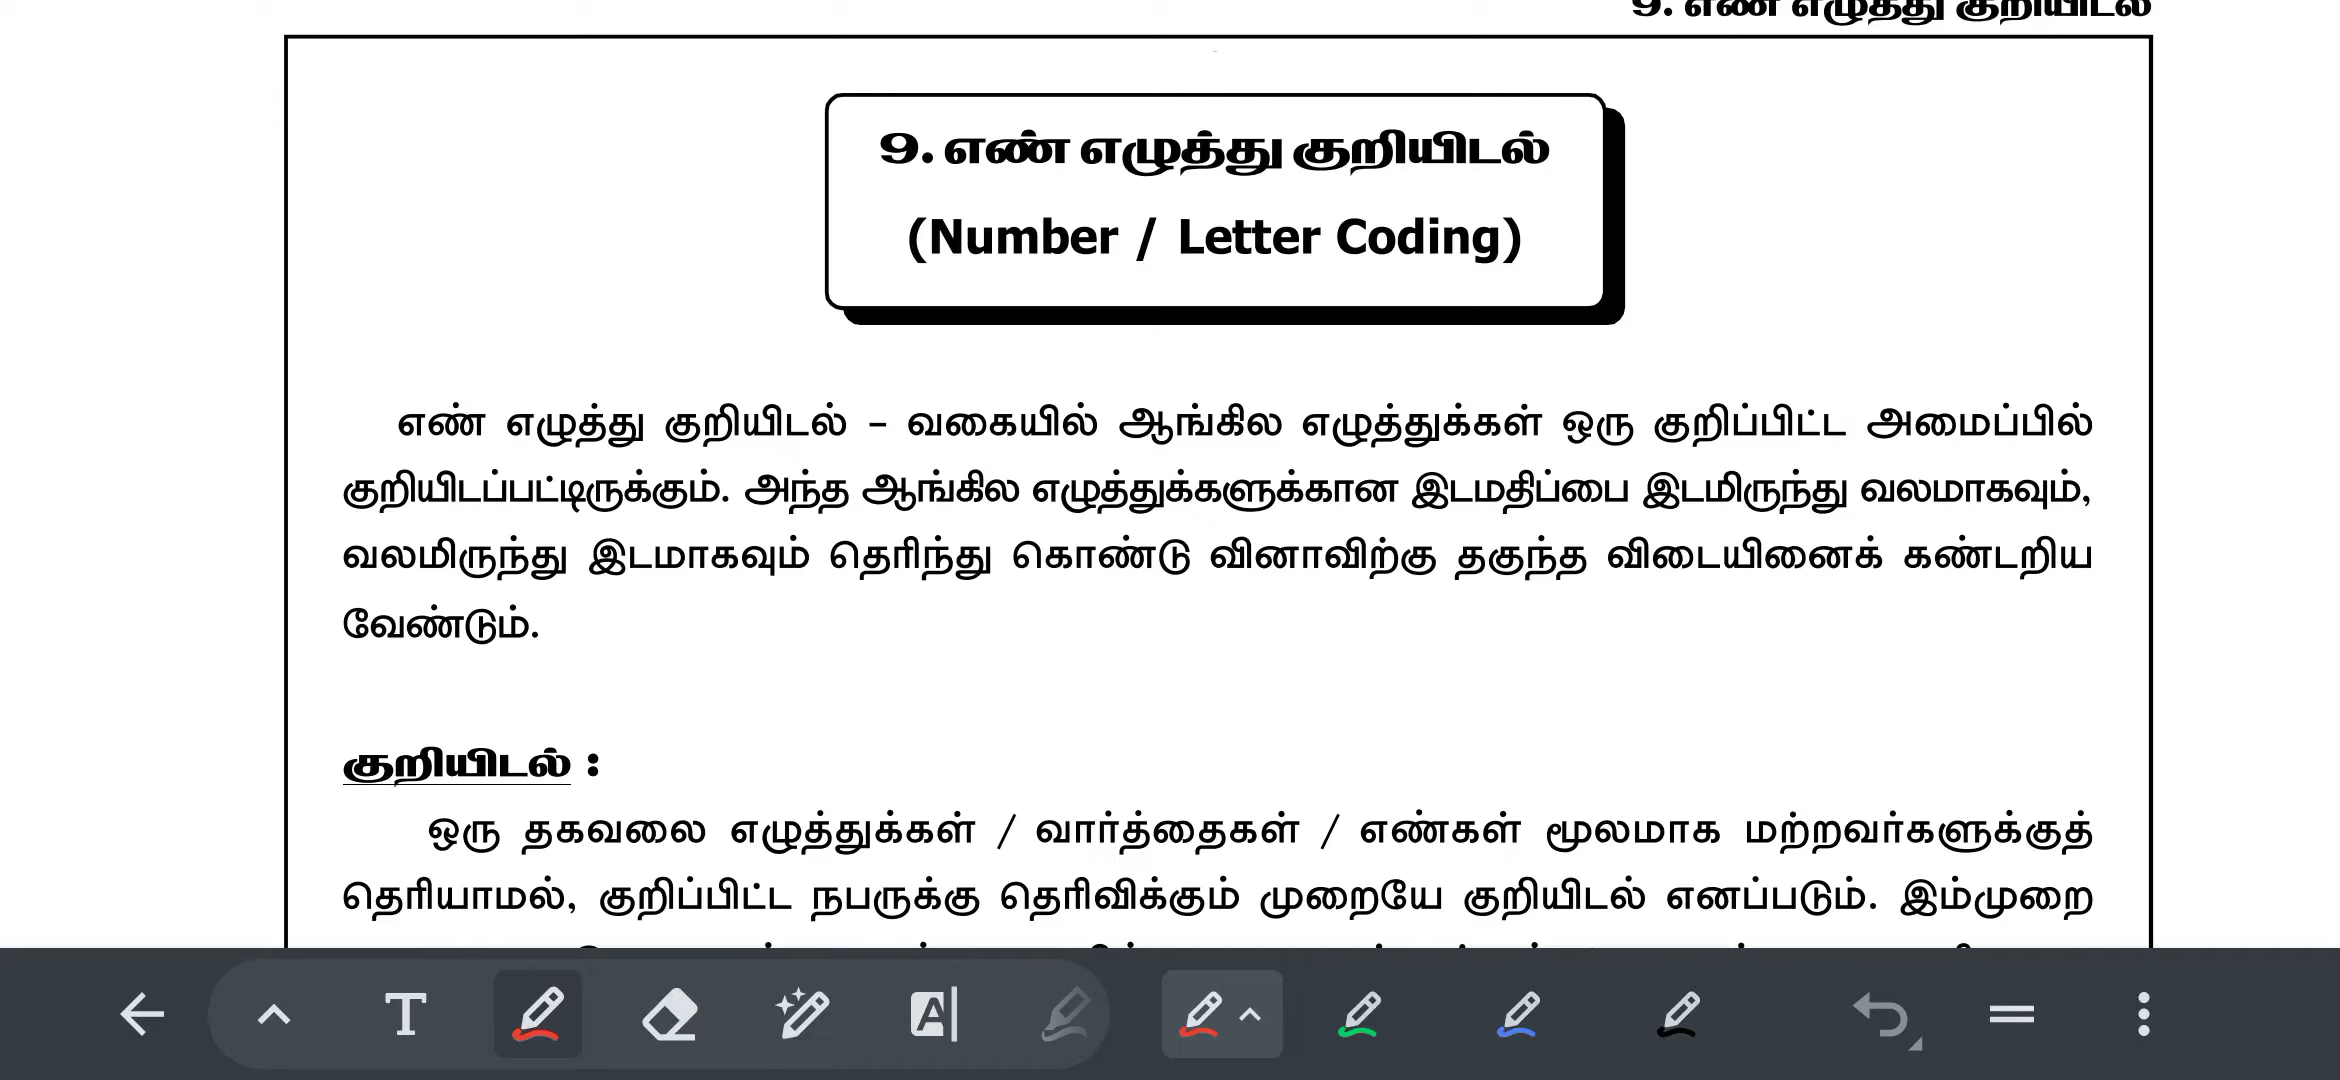 9. எண் எழுத்து குறியிடல்
9. எண் எழுத்து குறியிடல்
(Number / Letter Coding)
எண் எழுத்து குறியிடல் – வகையில் ஆங்கில எழுத்துக்கள் ஒரு குறிப்பிட்ட அமைப்பில்
குறியிடப்பட்டிருக்கும். அந்த ஆங்கில எழுத்துக்களுக்கான இடமதிப்பை இடமிருந்து வலமாகவும்,
வலமிருந்து இடமாகவும் தெரிந்து கொண்டு வினாவிற்கு தகுந்த விடையினைக் கண்டறிய
வேண்டும்.
குறியிடல் :
ஒரு தகவலை எழுத்துக்கள் / வார்த்தைகள் / எண்கள் மூலமாக மற்றவர்களுக்குத்
தெரியாமல், குறிப்பிட்ட நபருக்கு தெரிவிக்கும் முறையே குறியிடல் எனப்படும். இம்முறை